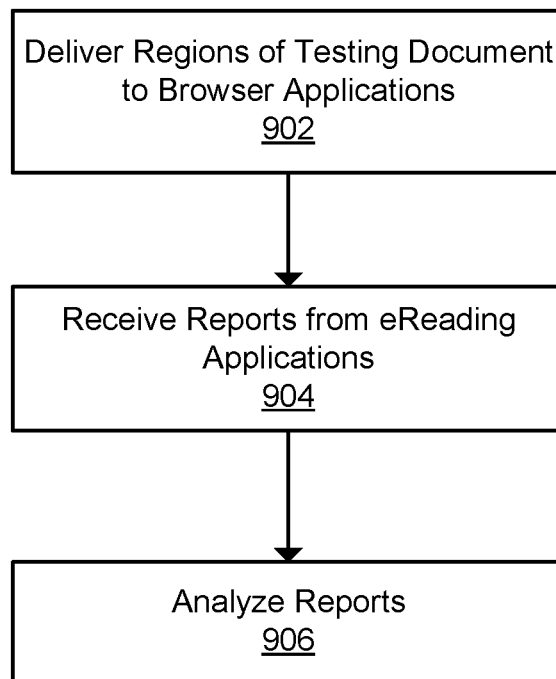 Deliver Regions of Testing Document
to Browser Applications
902
Receive Reports from eReading
Applications
904
Analyze Reports
906